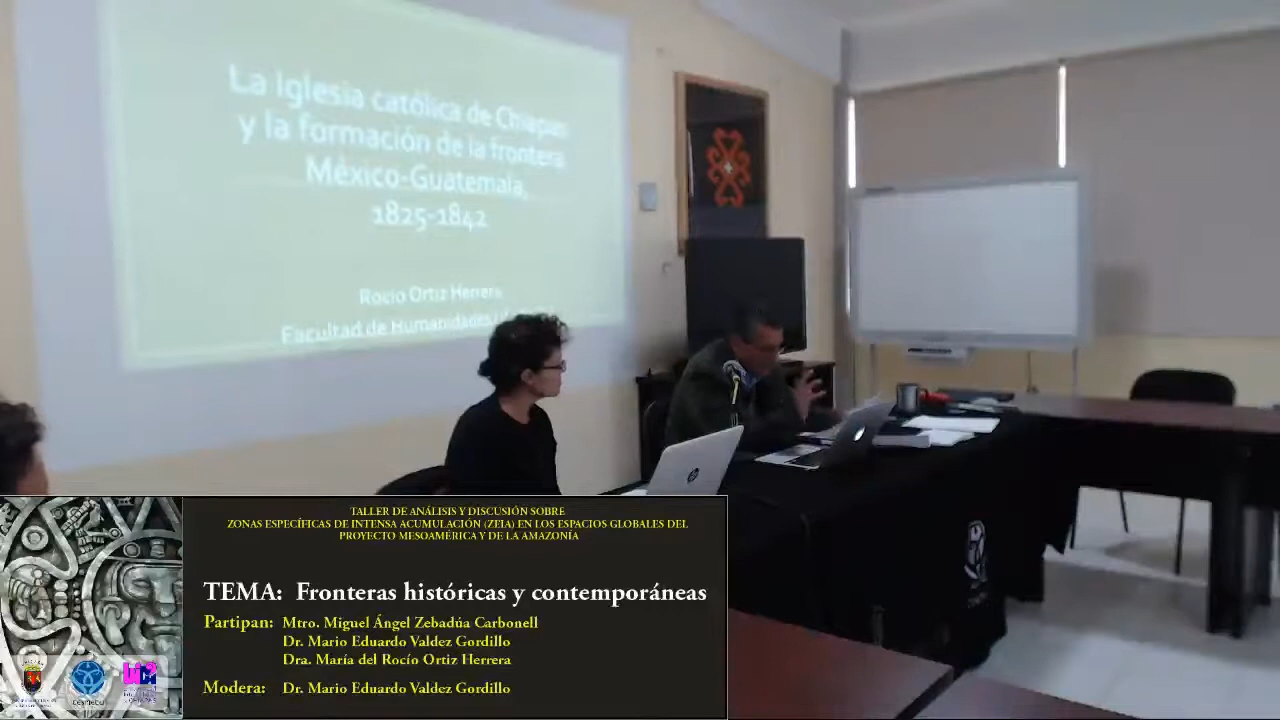 La Iglesia católica de Chiapas
y la formación de la frontera
México-Guatemala,
1825-1842
Rocío Ortiz Herrera
Facultad de Humanidades
TALLER DE ANÁLISIS Y DISCUSIÓN SOBRE
ZONAS ESPECÍFICAS DE INTENSA ACUMULACIÓN (ZEIA) EN LOS ESPACIOS GLOBALES DEL
PROYECTO MESOAMÉRICA Y DE LA AMAZONÍA
TEMA: Fronteras históricas y contemporáneas
Partipan: Mtro. Miguel Ángel Zebadúa Carbonell
Dr. Mario Eduardo Valdez Gordillo
Dra. María del Rocío Ortiz Herrera
Modera: Dr. Mario Eduardo Valdez Gordillo